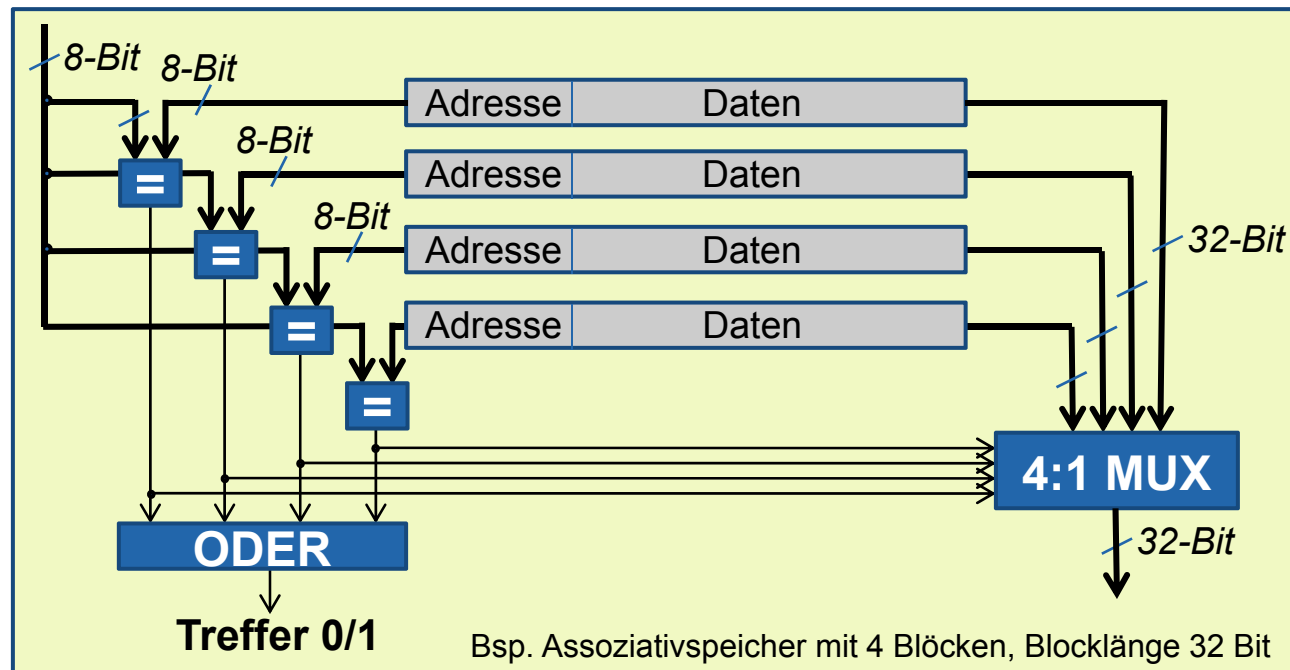 8-Bit
8-Bit
Adresse Daten
8-Bit
=
Adresse Daten
8-Bit
=
Adresse Daten
32-Bit
=
Adresse Daten
=
4:1 MUX
ODER
32-Bit
Treffer 0/1
Bsp. Assoziativspeicher mit 4 Blöcken, Blocklänge 32 Bit